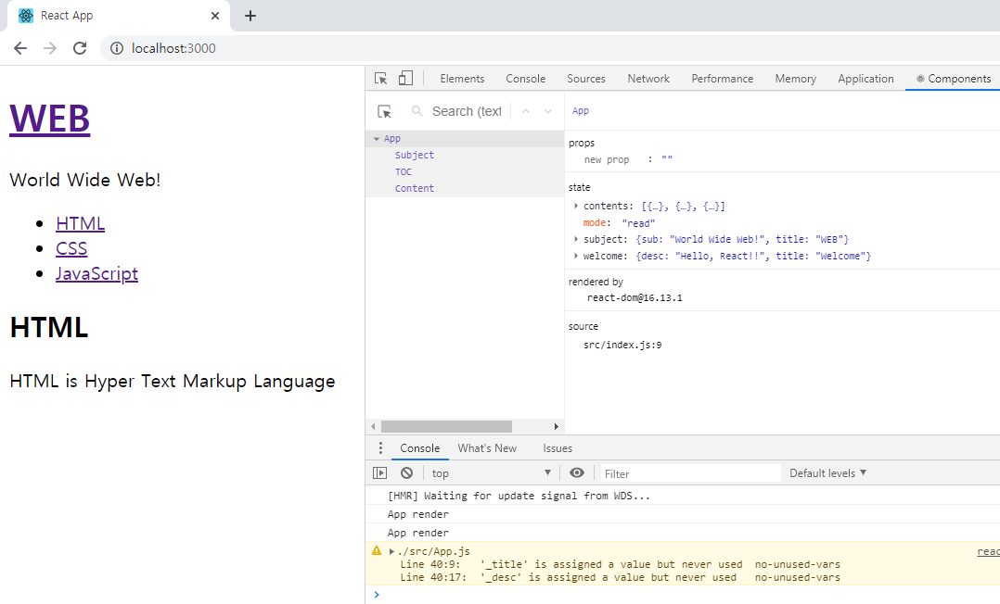 React App
localhost:3000
WEB
World Wide Web!
HTML
CSS
JavaScript
HTML
HTML is Hyper Text Markup Language
Elements Console Sources Network Performance Memory Application Components
Search (text
App
Subject
TOC
Content
App
props
new prop : ""
state
contents: [{…}, {…}, {…}]
mode: "read"
subject: {sub: "World Wide Web!", title: "WEB"}
welcome: {desc: "Hello, React!!", title: "Welcome"}
rendered by
react-dom@16.13.1
source
src/index.js:9
Console What's New Issues
top Filter Default levels
[HMR] Waiting for update signal from WDS...
App render
App render
./src/App.js reac
Line 40:9: '_title' is assigned a value but never used no-unused-vars
Line 40:17: '_desc' is assigned a value but never used no-unused-vars